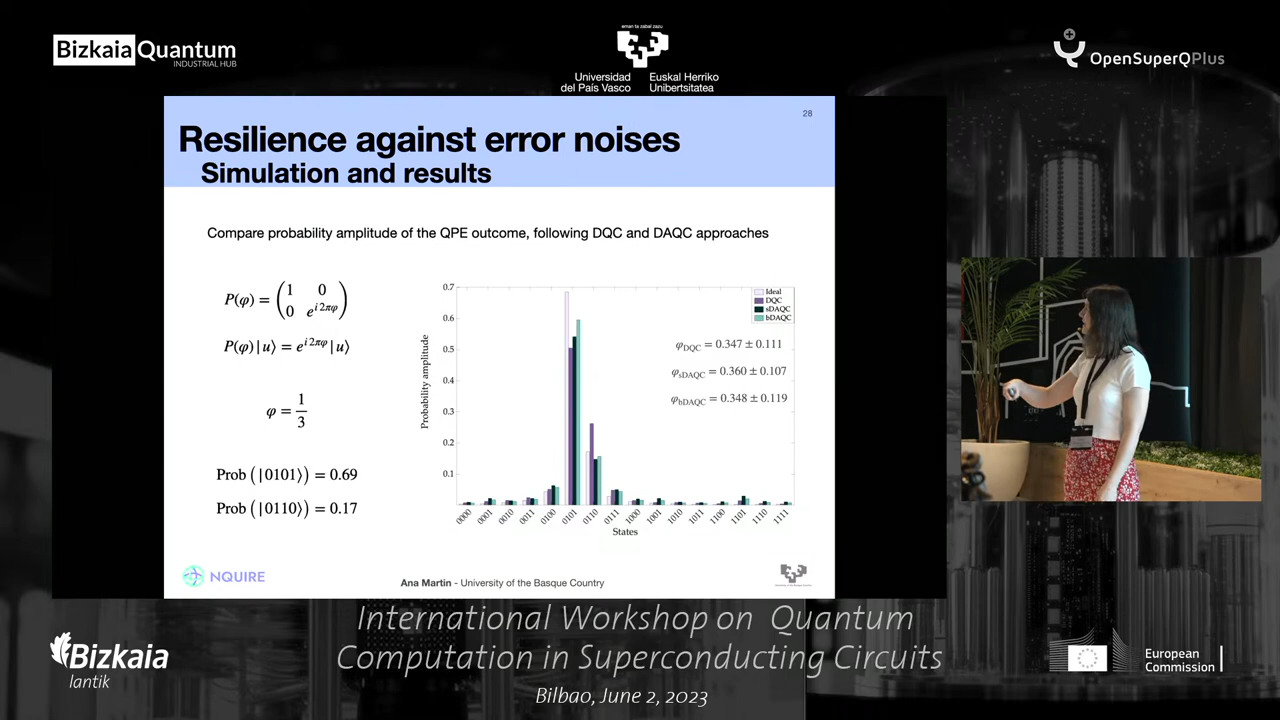 Bizkaia Quantum
INDUSTRIAL HUB
eman ta zabal zazu
Universidad del País Vasco
Euskal Herriko Unibertsitatea
OpenSuperQPlus
28
Resilience against error noises
Simulation and results
Compare probability amplitude of the QPE outcome, following DQC and DAQC approaches
P(φ) = (1 0
0 e^{i 2πφ})
P(φ)|u⟩ = e^{i 2πφ}|u⟩
φ = 1/3
Prob (|0101⟩) = 0.69
Prob (|0110⟩) = 0.17
Probability amplitude
0.7
0.6
0.5
0.4
0.3
0.2
0.1
Ideal
DQC
sDAQC
bDAQC
φDQC = 0.347 ± 0.111
φsDAQC = 0.360 ± 0.107
φbDAQC = 0.348 ± 0.119
0000 0001 0010 0011 0100 0101 0110 0111 1000 1001 1010 1011 1100 1101 1110 1111
States
NQUIRE
Ana Martin - University of the Basque Country
International Workshop on Quantum
Computation in Superconducting Circuits
Bilbao, June 2, 2023
Bizkaia
lantik
European
Commission